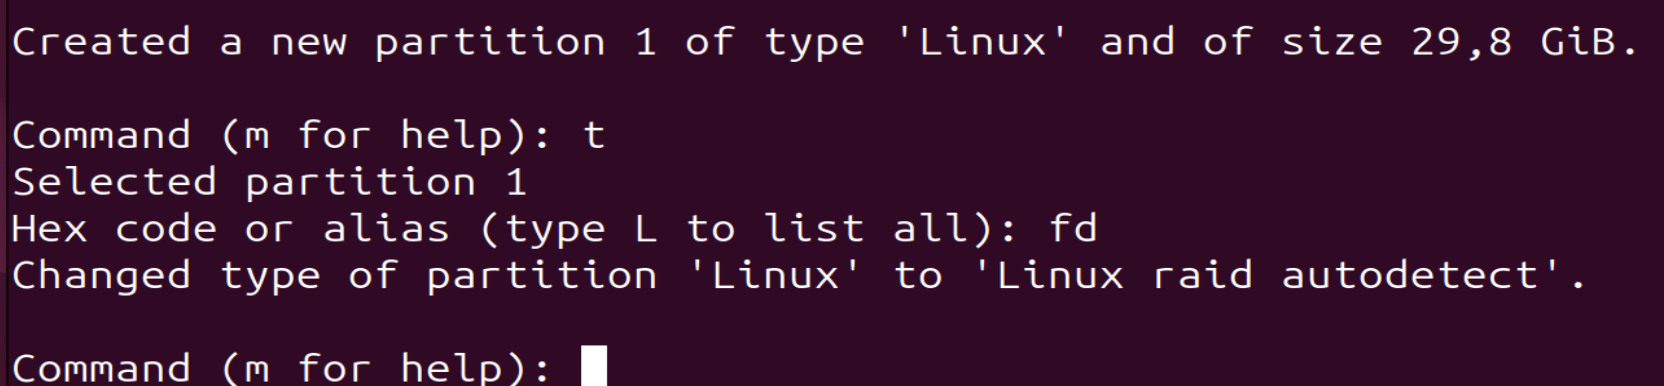 Created a new partition 1 of type 'Linux' and of size 29,8 GiB.
Command (m for help): t
Selected partition 1
Hex code or alias (type L to list all): fd
Changed type of partition 'Linux' to 'Linux raid autodetect'.
Command (m for help):